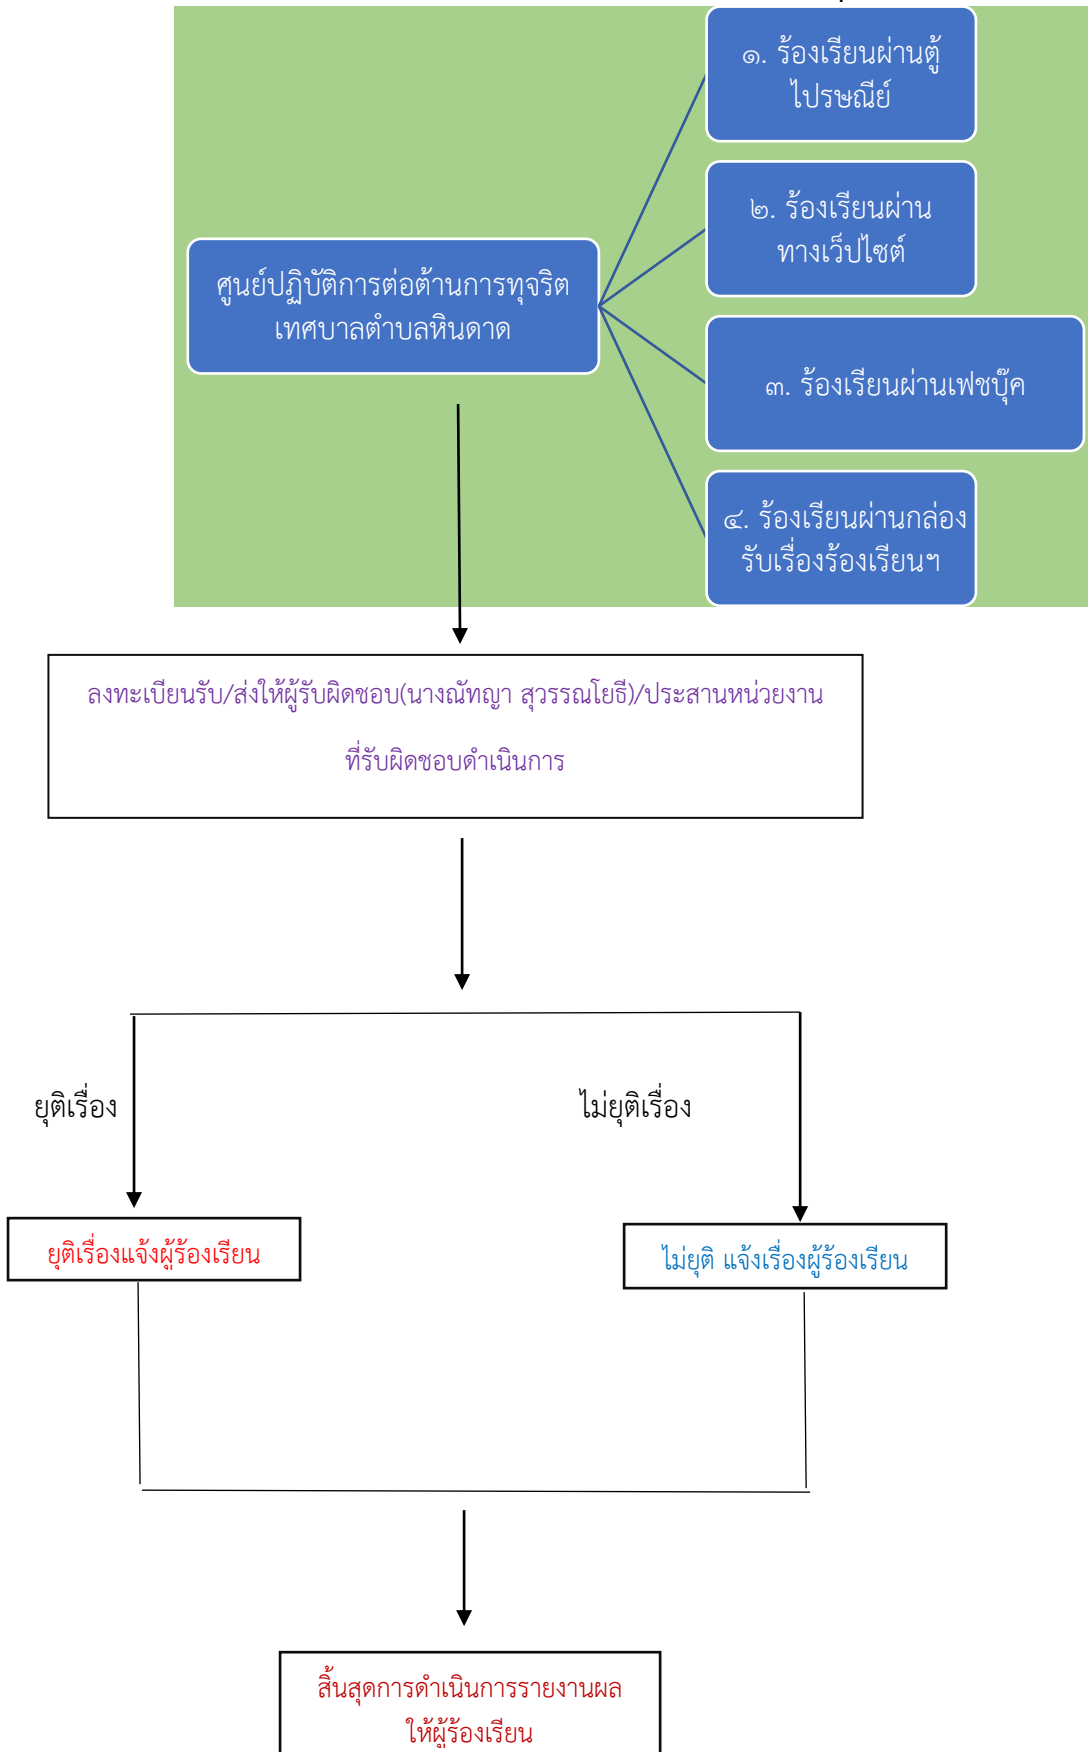 ๑. ร้องเรียนผ่านตู้
ไปรษณีย์
๒. ร้องเรียนผ่าน
ทางเว็ปไซต์
ศูนย์ปฏิบัติการต่อต้านการทุจริต
เทศบาลตำบลหินดาด
๓. ร้องเรียนผ่านเฟชบุ๊ค
๔. ร้องเรียนผ่านกล่อง
รับเรื่องร้องเรียนฯ
ลงทะเบียนรับ/ส่งให้ผู้รับผิดชอบ(นางณัทญา สุวรรณโยธี)/ประสานหน่วยงาน
ที่รับผิดชอบดำเนินการ
ยุติเรื่อง
ไม่ยุติเรื่อง
ยุติเรื่องแจ้งผู้ร้องเรียน
ไม่ยุติ แจ้งเรื่องผู้ร้องเรียน
สิ้นสุดการดำเนินการรายงานผล
ให้ผู้ร้องเรียน